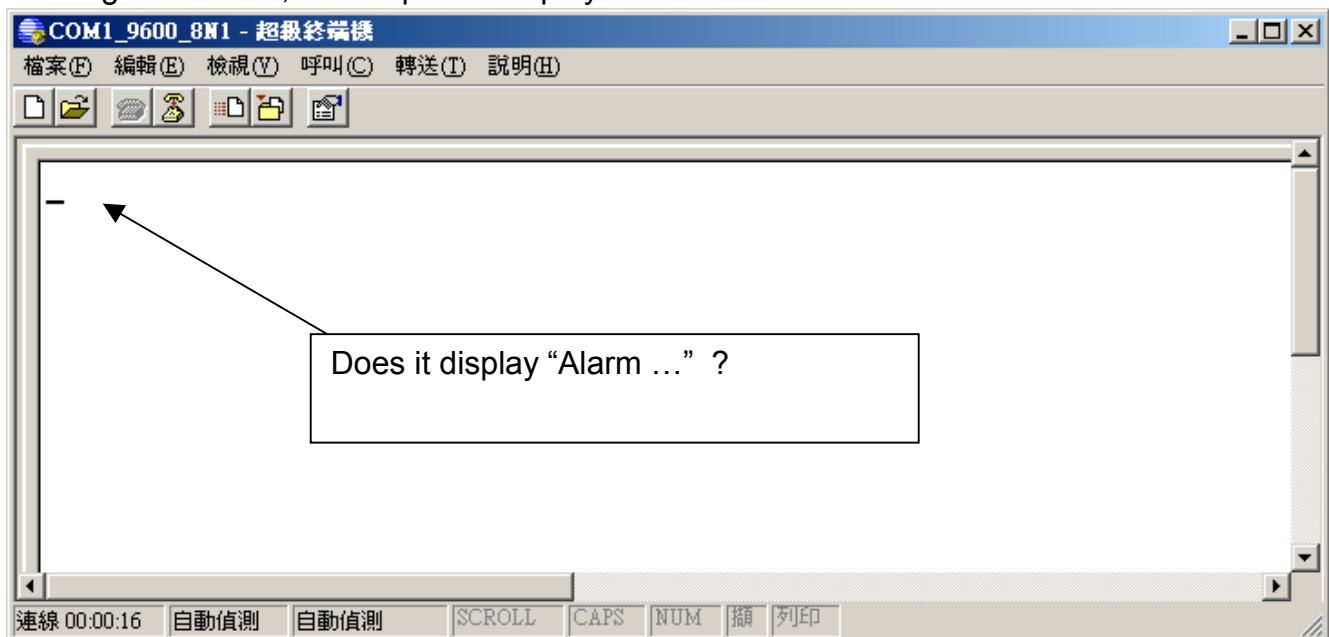 COM1_9600_8N1 - 超級終端機
檔案(F) 編輯(E) 檢視(V) 呼叫(C) 轉送(T) 說明(H)
Does it display “Alarm …” ?
連線 00:00:16 自動偵測 自動偵測 SCROLL CAPS NUM 擷 列印